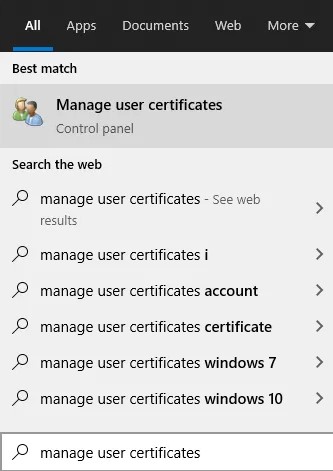 All Apps Documents Web More
Best match
Manage user certificates
Control panel
Search the web
manage user certificates - See web
results
manage user certificates i
manage user certificates account
manage user certificates certificate
manage user certificates windows 7
manage user certificates windows 10
manage user certificates